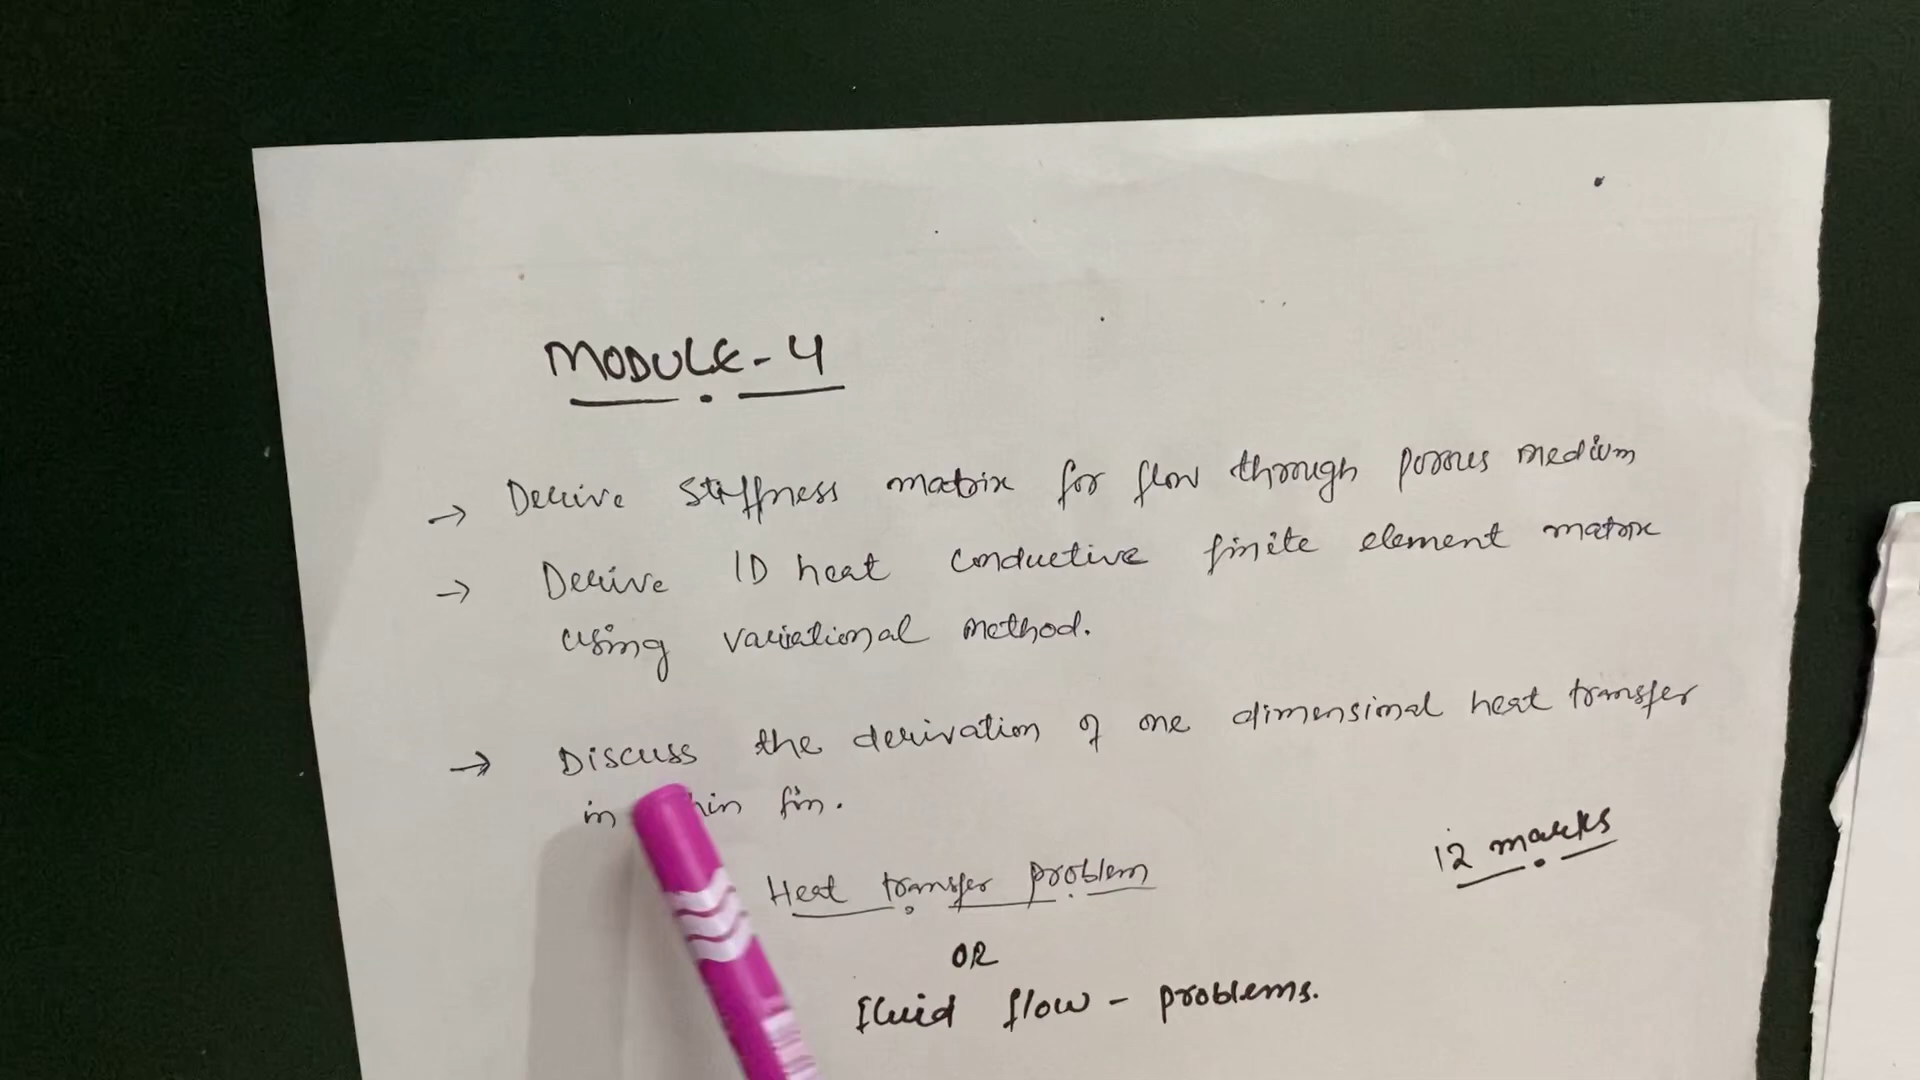 MODULE - 4
→ Derive stiffness matrix for flow through porous medium
→ Derive 1D heat conductive finite element matrix
using variational method.
→ Discuss the derivation of one dimensional heat transfer
in fin.
12 marks
Heat transfer problem
OR
fluid flow - problems.